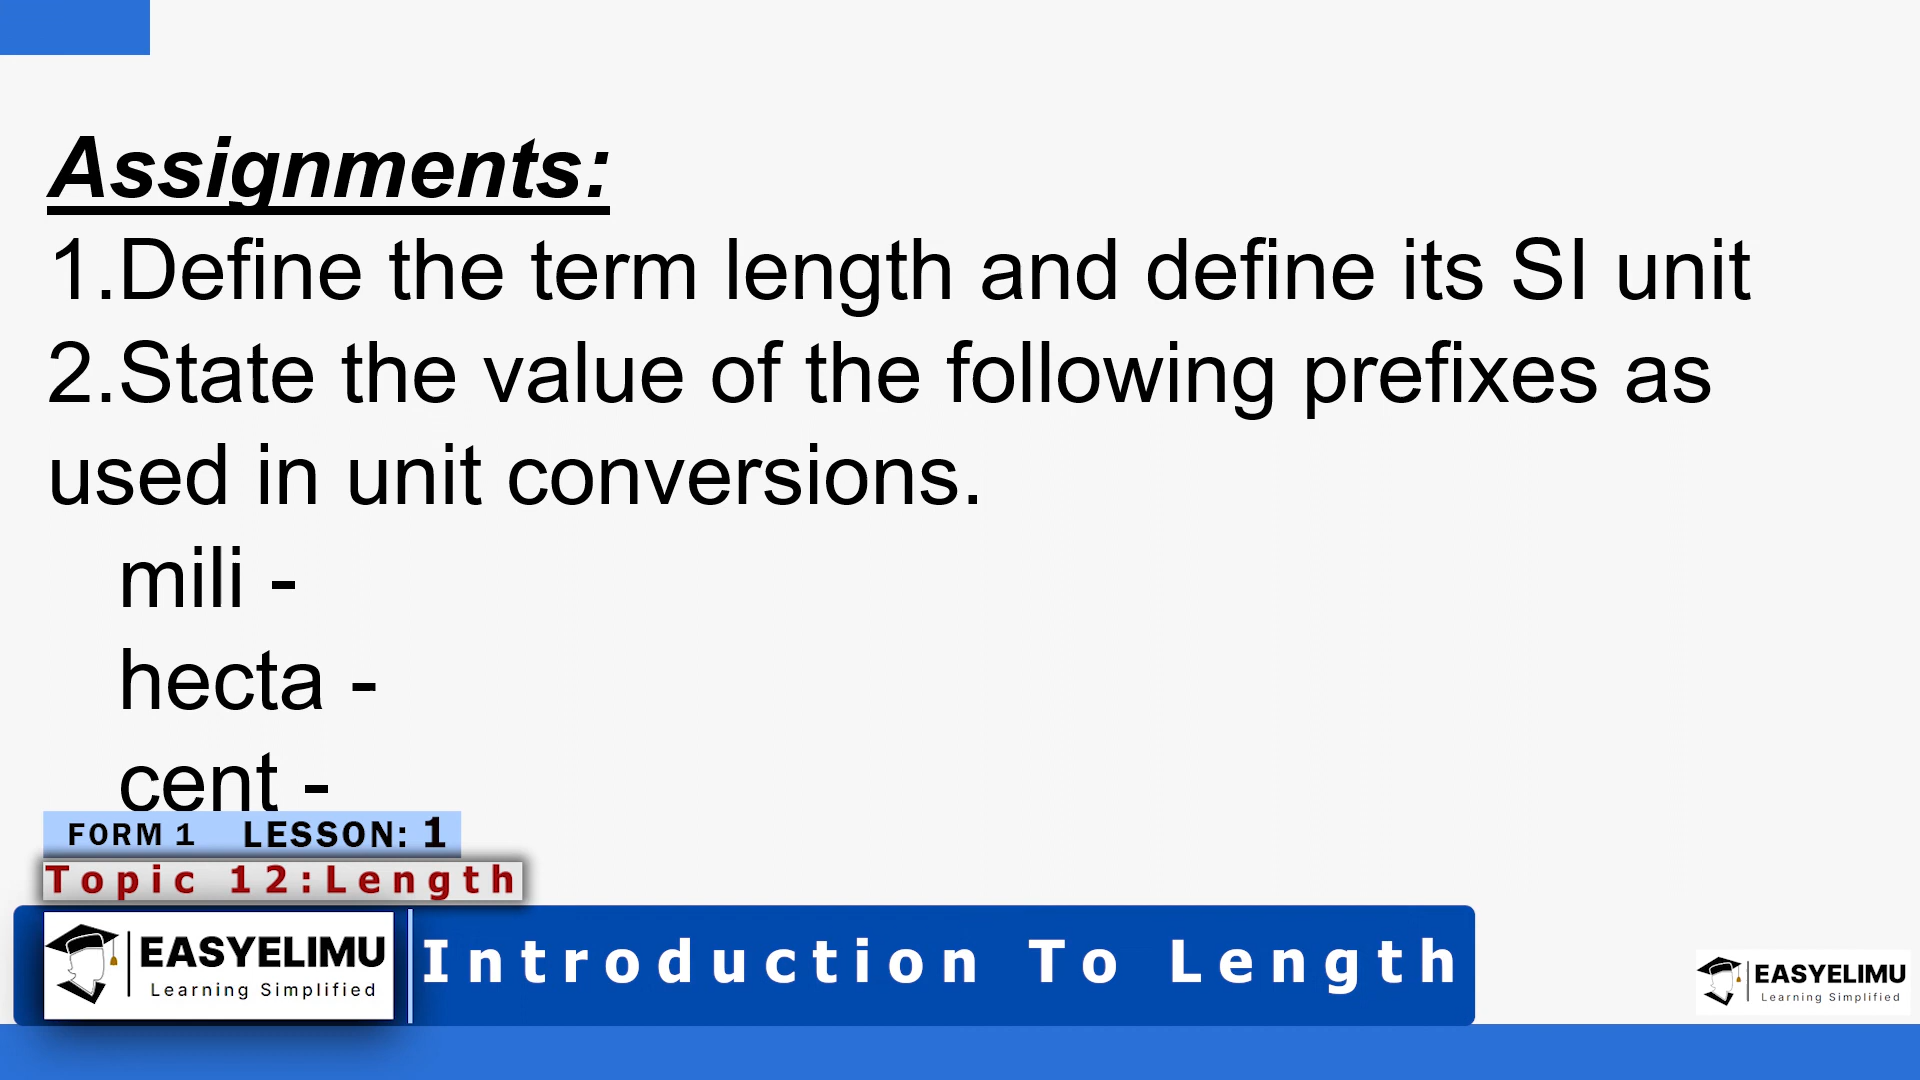 Assignments:
1.Define the term length and define its SI unit
2.State the value of the following prefixes as
used in unit conversions.
mili -
hecta -
cent -
FORM 1 LESSON: 1
Topic 12:Length
EASYELIMU
Learning Simplified
Introduction To Length
EASYELIMU
Learning Simplified